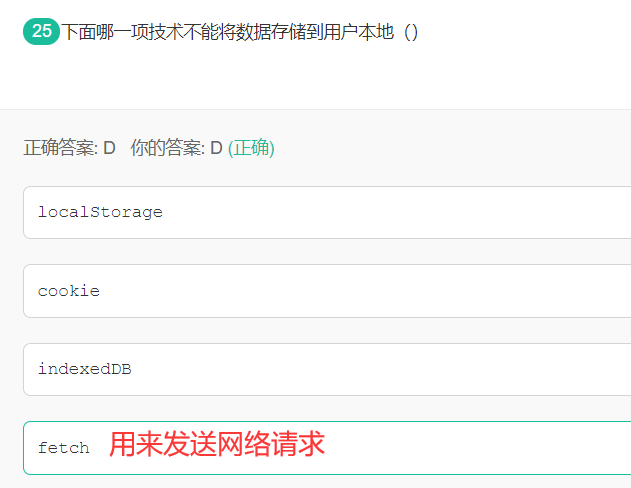 25 下面哪一项技术不能将数据存储到用户本地（）
正确答案: D 你的答案: D (正确)
localStorage
cookie
indexedDB
fetch 用来发送网络请求